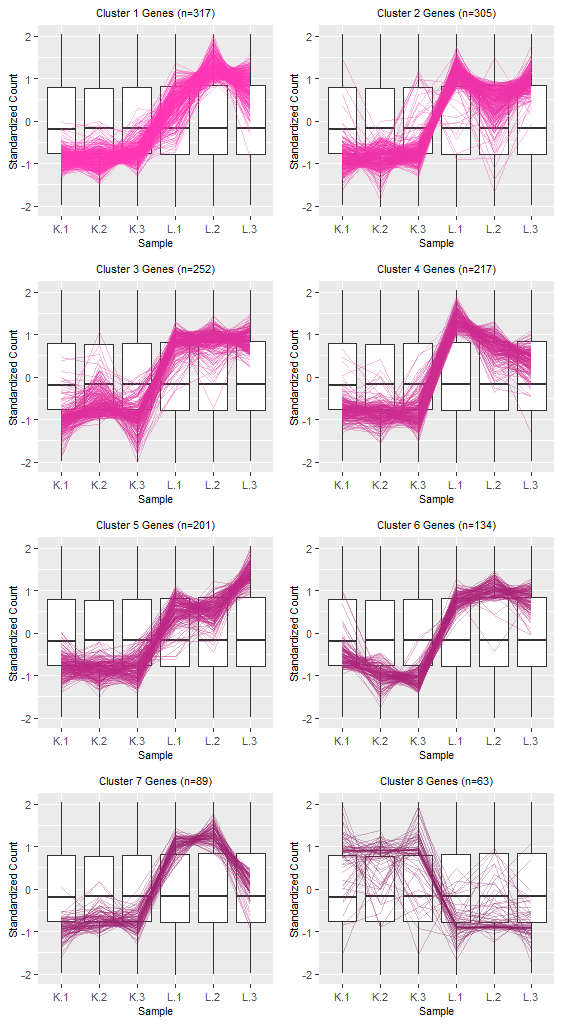 Cluster 1 Genes (n=317)
Standardized Count
2
1
0
-1
-2
K.1 K.2 K.3 L.1 L.2 L.3
Sample
Cluster 2 Genes (n=305)
Standardized Count
2
1
0
-1
-2
K.1 K.2 K.3 L.1 L.2 L.3
Sample
Cluster 3 Genes (n=252)
Standardized Count
2
1
0
-1
-2
K.1 K.2 K.3 L.1 L.2 L.3
Sample
Cluster 4 Genes (n=217)
Standardized Count
2
1
0
-1
-2
K.1 K.2 K.3 L.1 L.2 L.3
Sample
Cluster 5 Genes (n=201)
Standardized Count
2
1
0
-1
-2
K.1 K.2 K.3 L.1 L.2 L.3
Sample
Cluster 6 Genes (n=134)
Standardized Count
2
1
0
-1
-2
K.1 K.2 K.3 L.1 L.2 L.3
Sample
Cluster 7 Genes (n=89)
Standardized Count
2
1
0
-1
-2
K.1 K.2 K.3 L.1 L.2 L.3
Sample
Cluster 8 Genes (n=63)
Standardized Count
2
1
0
-1
-2
K.1 K.2 K.3 L.1 L.2 L.3
Sample